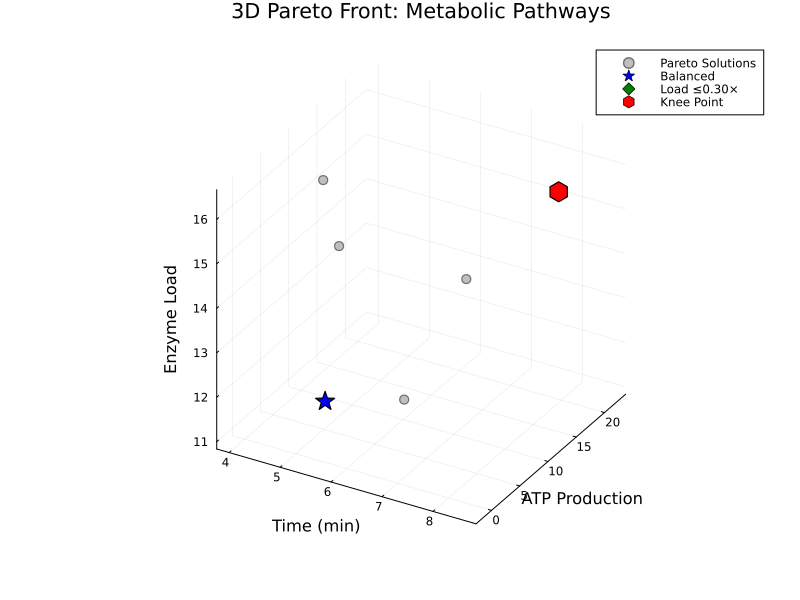 3D Pareto Front: Metabolic Pathways
Pareto Solutions
Balanced
Load ≤0.30×
Knee Point
16
15
14
13
12
11
Enzyme Load
4
5
6
7
8
Time (min)
20
15
10
5
0
ATP Production